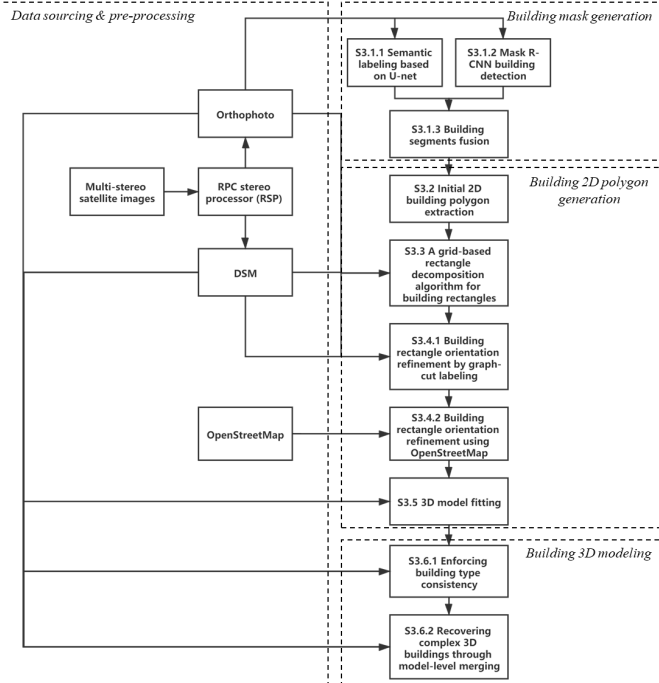 Data sourcing & pre-processing
Building mask generation
S3.1.1 Semantic
labeling based
on U-net
S3.1.2 Mask R-
CNN building
detection
Orthophoto
S3.1.3 Building
segments fusion
Multi-stereo
satellite images
RPC stereo
processor (RSP)
Building 2D polygon
generation
S3.2 Initial 2D
building polygon
extraction
DSM
S3.3 A grid-based
rectangle
decomposition
algorithm for
building rectangles
S3.4.1 Building
rectangle orientation
refinement by graph-
cut labeling
OpenStreetMap
S3.4.2 Building
rectangle orientation
refinement using
OpenStreetMap
S3.5 3D model fitting
Building 3D modeling
S3.6.1 Enforcing
building type
consistency
S3.6.2 Recovering
complex 3D
buildings through
model-level merging